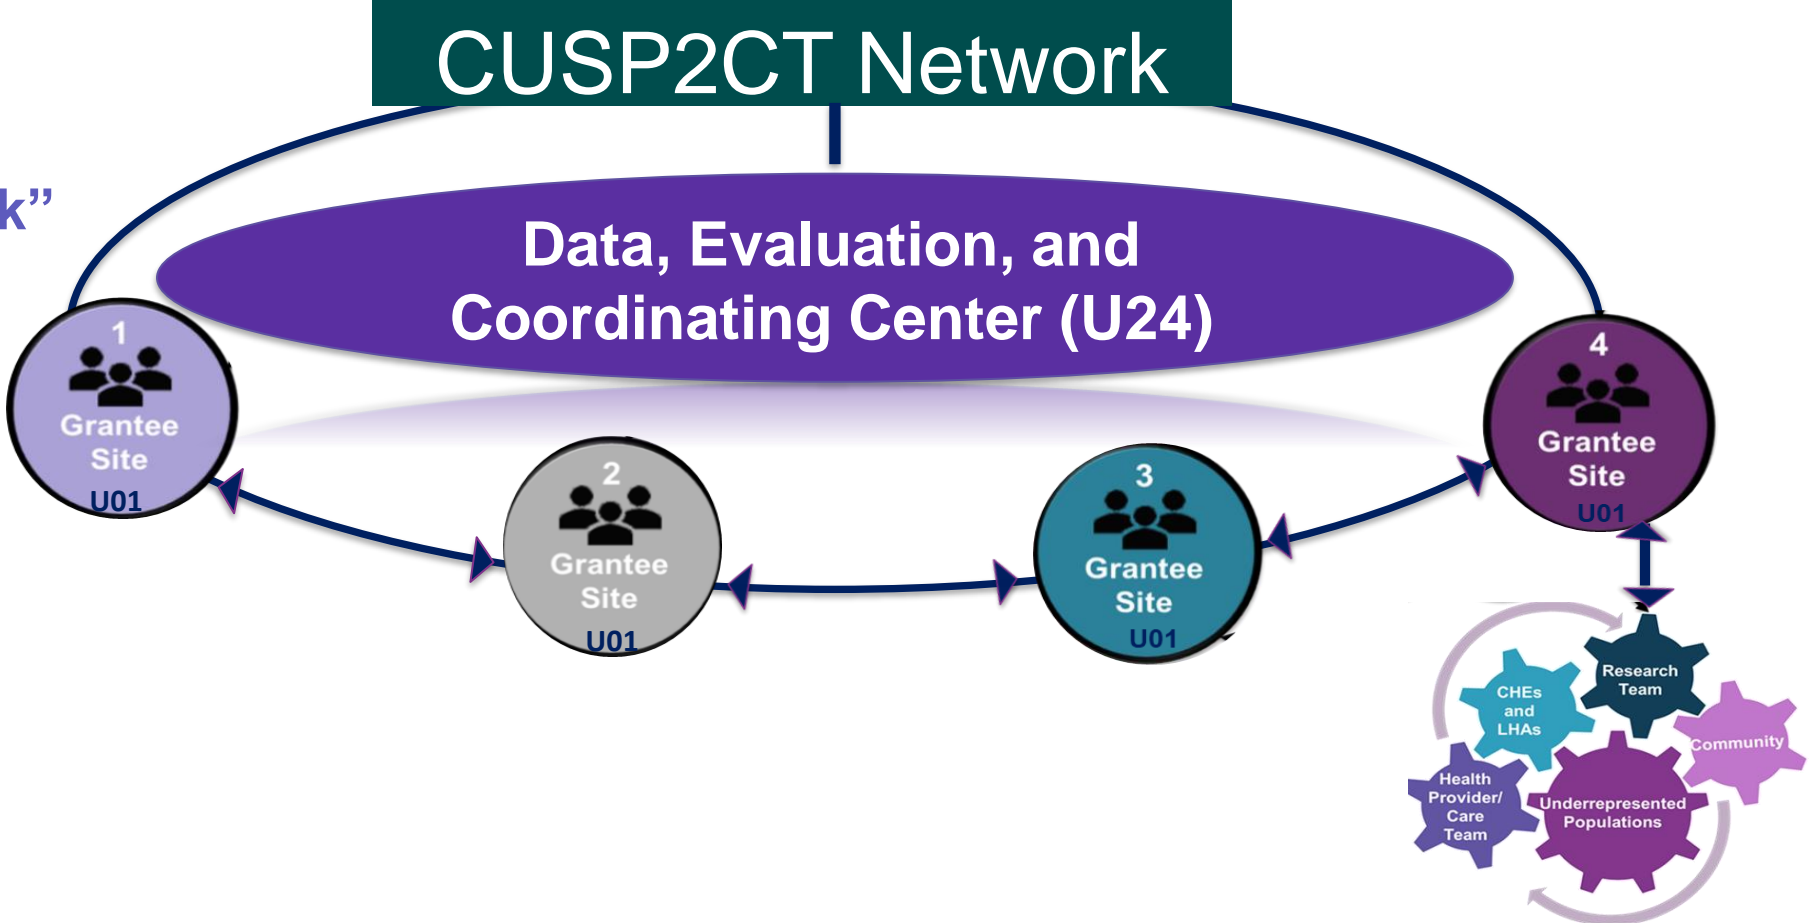 CUSP2CT Network
k”
Data, Evaluation, and
Coordinating Center (U24)
1
Grantee
Site
U01
2
Grantee
Site
U01
3
Grantee
Site
U01
4
Grantee
Site
U01
Research
Team
CHEs
and
LHAs
Community
Health
Provider/
Care
Team
Underrepresented
Populations